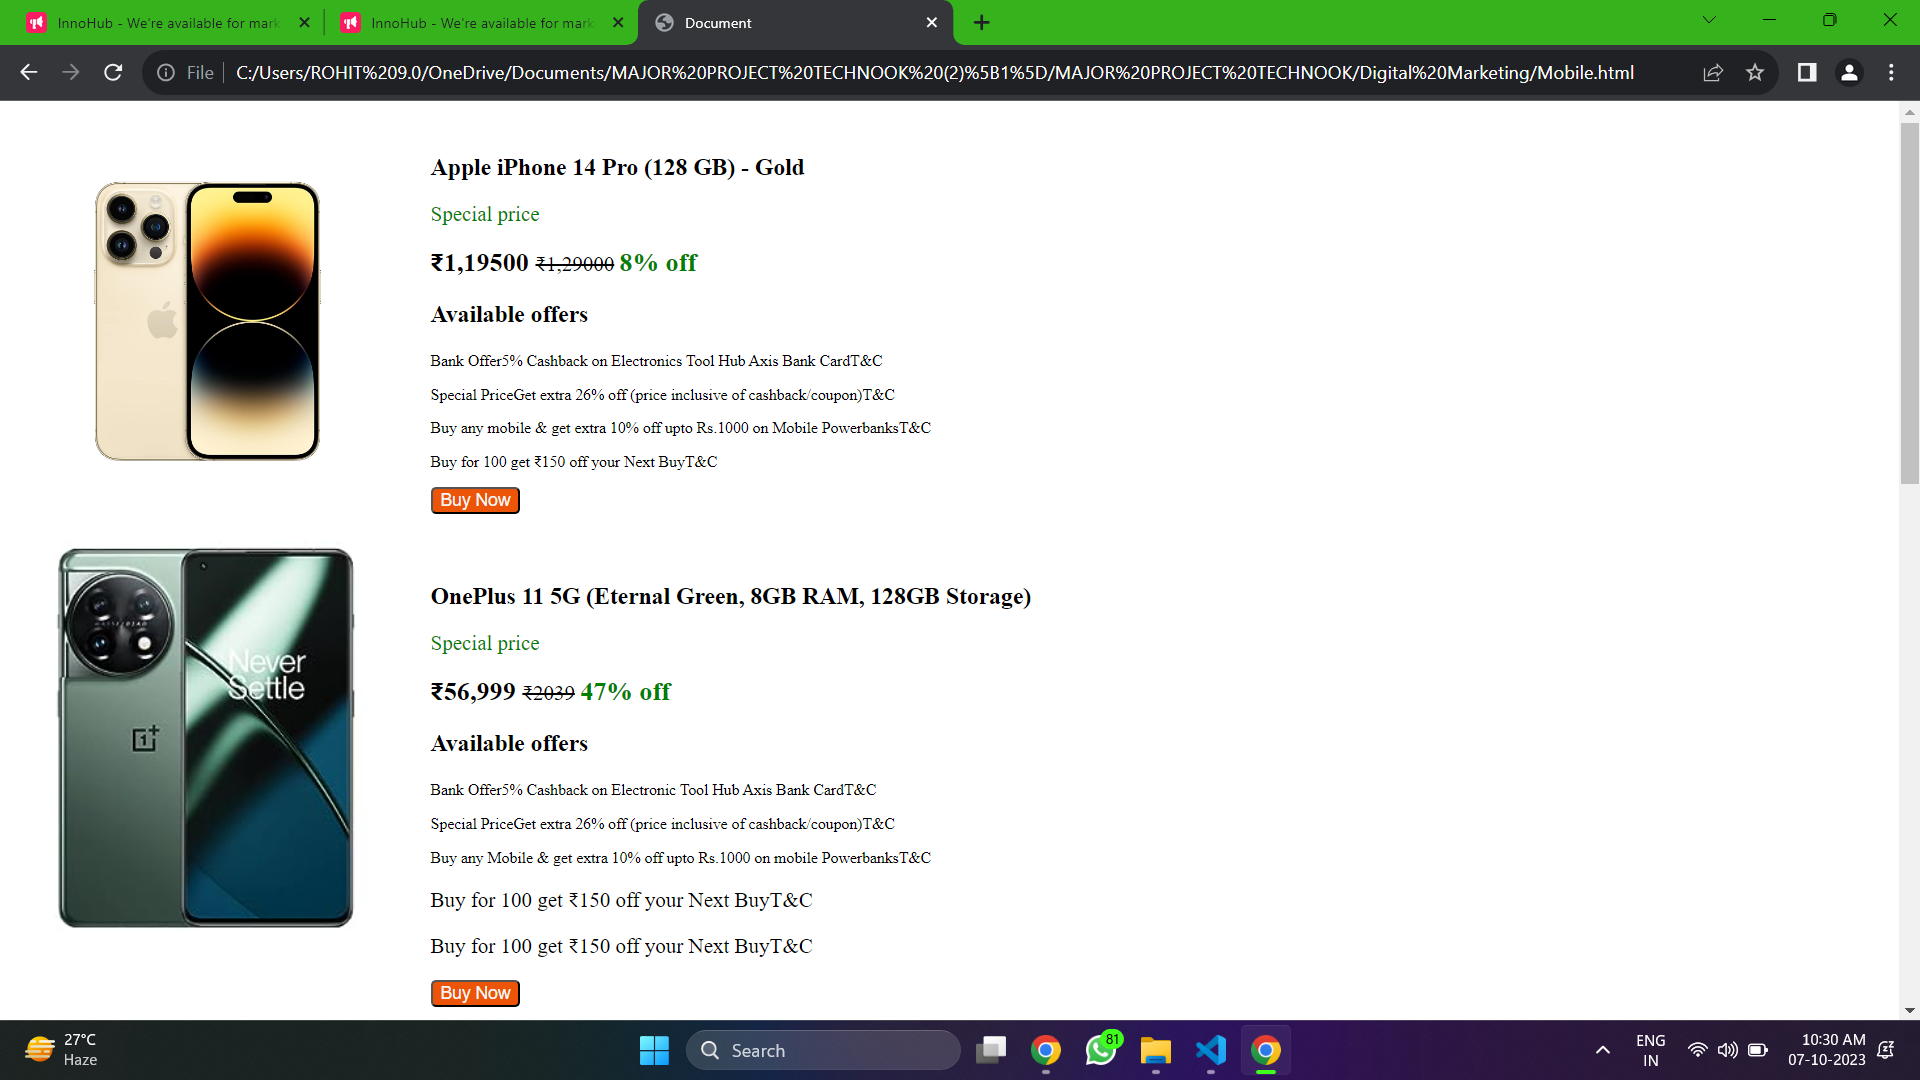 InnoHub - We're available for mark
InnoHub - We're available for mark
Document
File
C:/Users/ROHIT%209.0/OneDrive/Documents/MAJOR%20PROJECT%20TECHNOOK%20(2)%5B1%5D/MAJOR%20PROJECT%20TECHNOOK/Digital%20Marketing/Mobile.html
Apple iPhone 14 Pro (128 GB) - Gold
Special price
₹1,19500 ₹1,29000 8% off
Available offers
Bank Offer5% Cashback on Electronics Tool Hub Axis Bank CardT&C
Special PriceGet extra 26% off (price inclusive of cashback/coupon)T&C
Buy any mobile & get extra 10% off upto Rs.1000 on Mobile PowerbanksT&C
Buy for 100 get ₹150 off your Next BuyT&C
Buy Now
Never
Settle
OnePlus 11 5G (Eternal Green, 8GB RAM, 128GB Storage)
Special price
₹56,999 ₹2039 47% off
Available offers
Bank Offer5% Cashback on Electronic Tool Hub Axis Bank CardT&C
Special PriceGet extra 26% off (price inclusive of cashback/coupon)T&C
Buy any Mobile & get extra 10% off upto Rs.1000 on mobile PowerbanksT&C
Buy for 100 get ₹150 off your Next BuyT&C
Buy for 100 get ₹150 off your Next BuyT&C
Buy Now
27°C
Haze
Search
81
ENG
IN
10:30 AM
07-10-2023